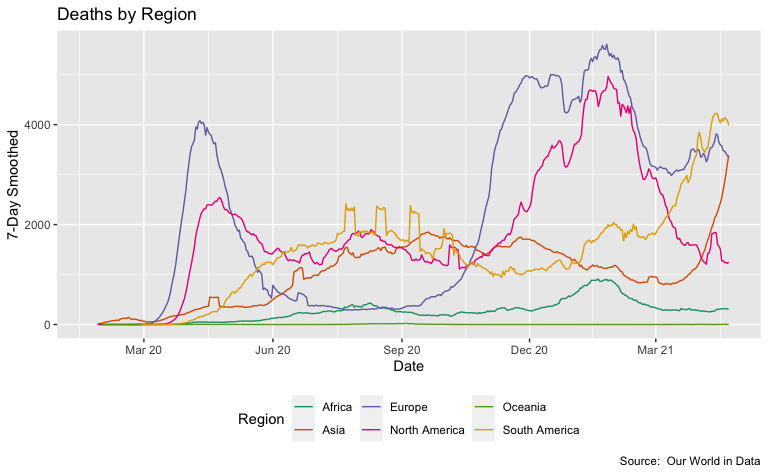 Deaths by Region
7-Day Smoothed
4000
2000
0
Mar 20 Jun 20 Sep 20 Dec 20 Mar 21
Date
Region
Africa Europe Oceania
Asia North America South America
Source: Our World in Data